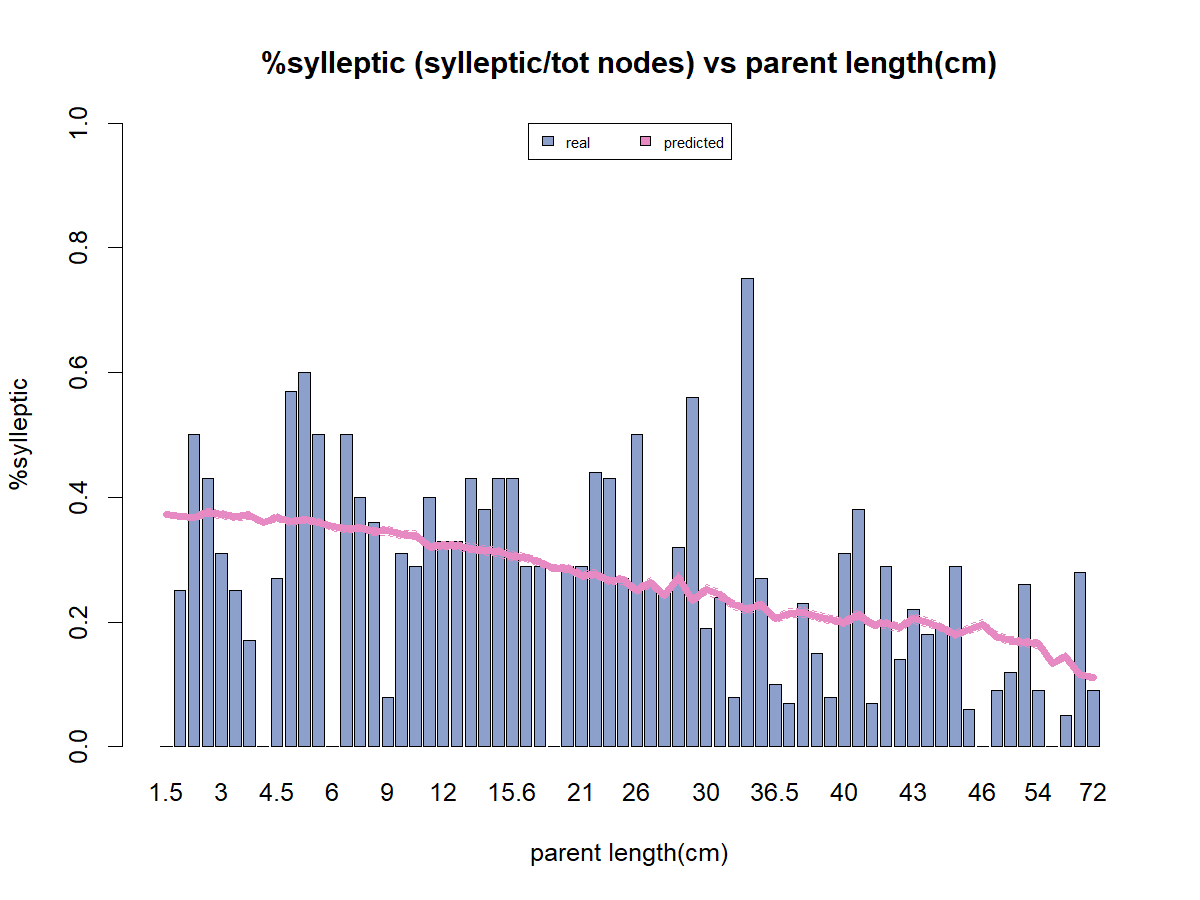 %sylleptic (sylleptic/tot nodes) vs parent length(cm)
real predicted
%sylleptic
1.0
0.8
0.6
0.4
0.2
0.0
1.5 3 4.5 6 9 12 15.6 21 26 30 36.5 40 43 46 54 72
parent length(cm)